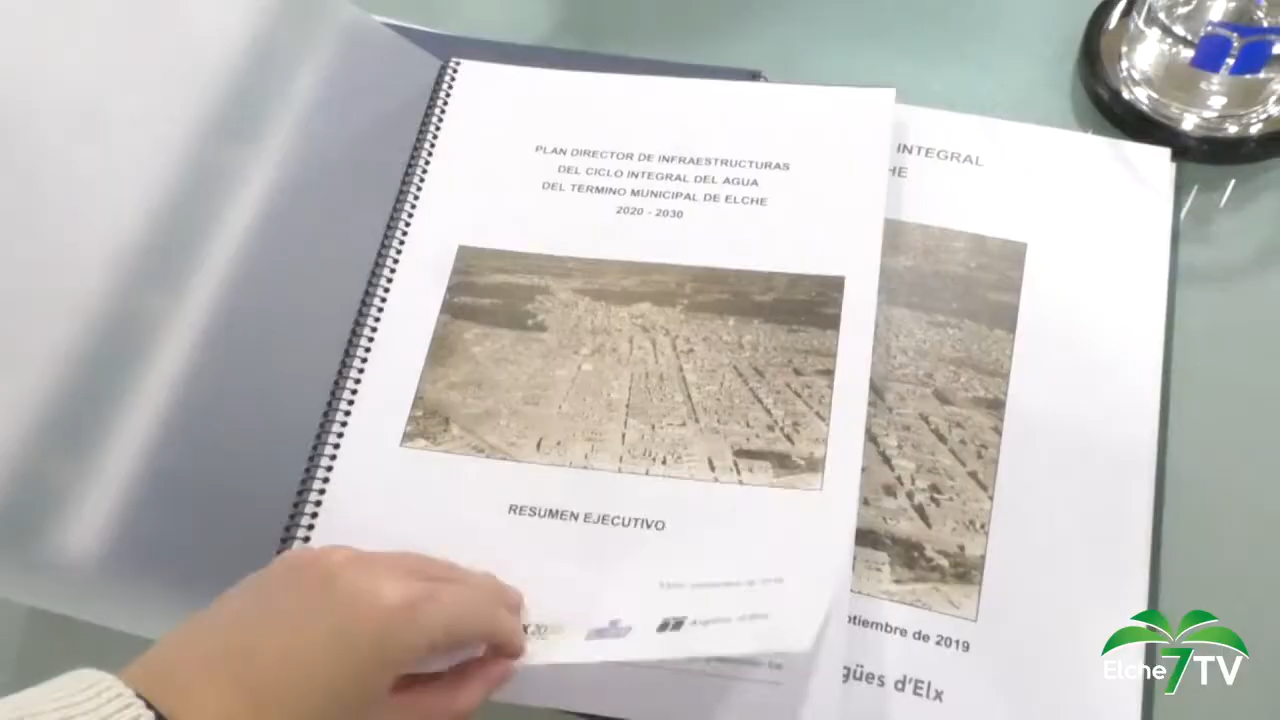 PLAN DIRECTOR DE INFRAESTRUCTURAS
DEL CICLO INTEGRAL DEL AGUA
DEL TERMINO MUNICIPAL DE ELCHE
2020 - 2030
RESUMEN EJECUTIVO
INTEGRAL
HE
ptiembre de 2019
gües d'Elx
Elche 7 TV